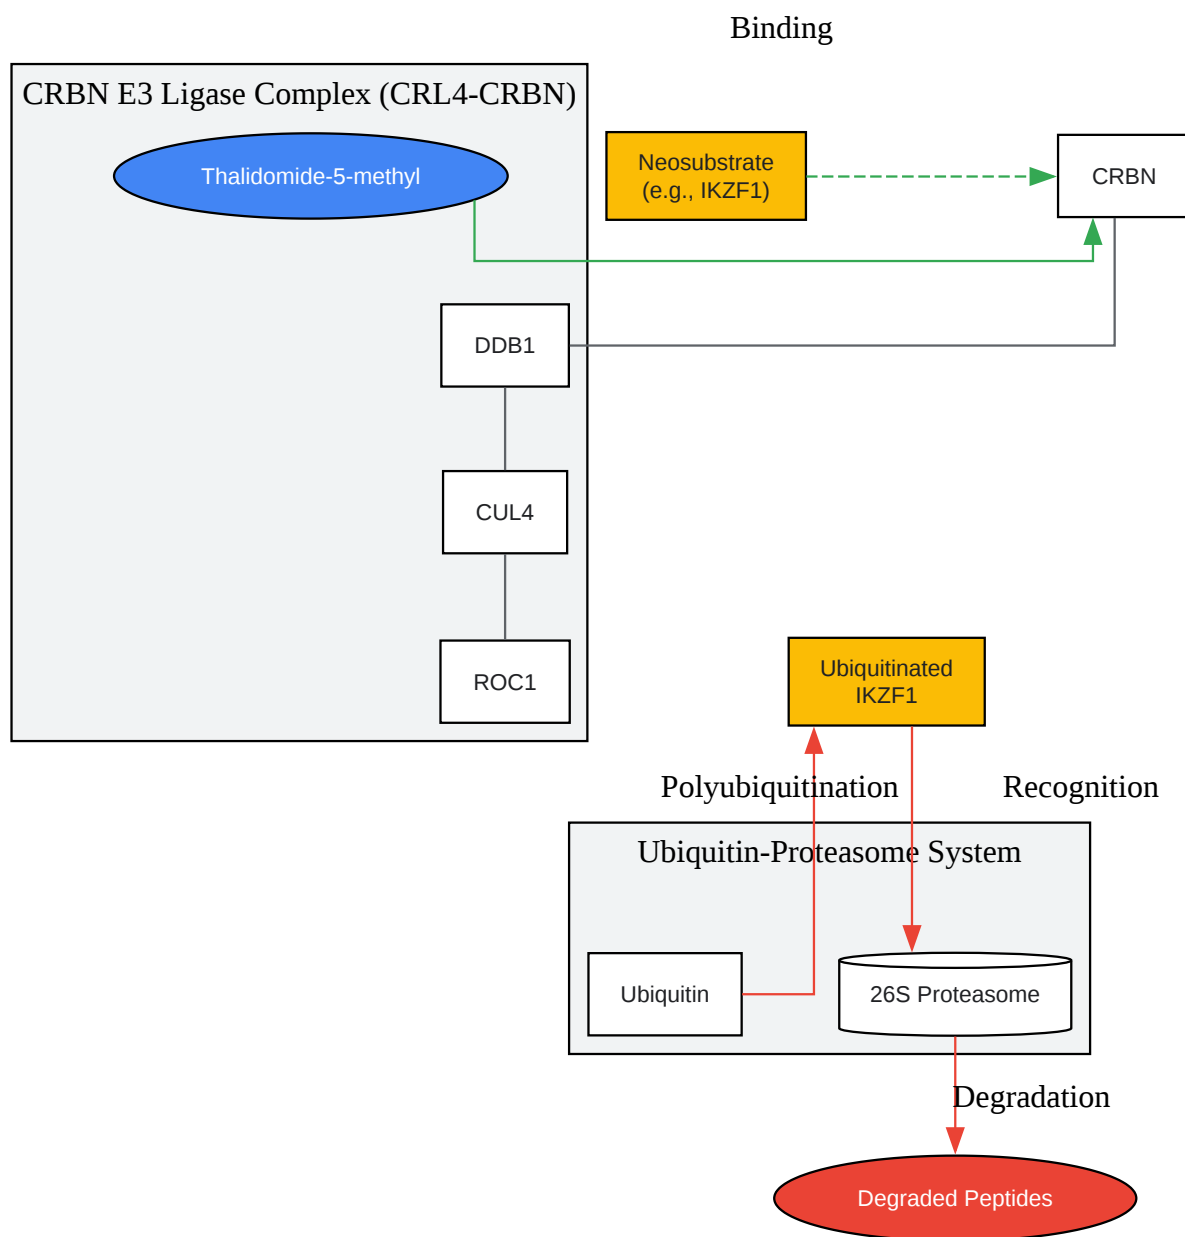 Binding
CRBN E3 Ligase Complex (CRL4-CRBN)
Thalidomide-5-methyl
Neosubstrate
(e.g., IKZF1)
CRBN
DDB1
CUL4
ROC1
Ubiquitinated
IKZF1
Polyubiquitination
Recognition
Ubiquitin-Proteasome System
Ubiquitin
26S Proteasome
Degradation
Degraded Peptides